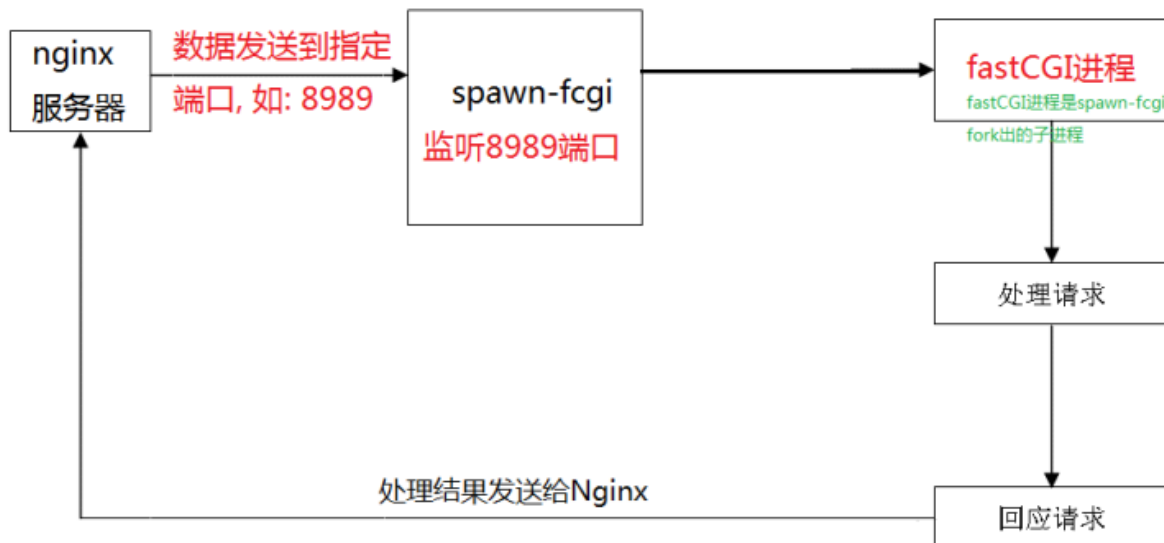 nginx
服务器
数据发送到指定
端口, 如: 8989
spawn-fcgi
监听8989端口
fastCGI进程
fastCGI进程是spawn-fcgi
fork出的子进程
处理请求
处理结果发送给Nginx
回应请求